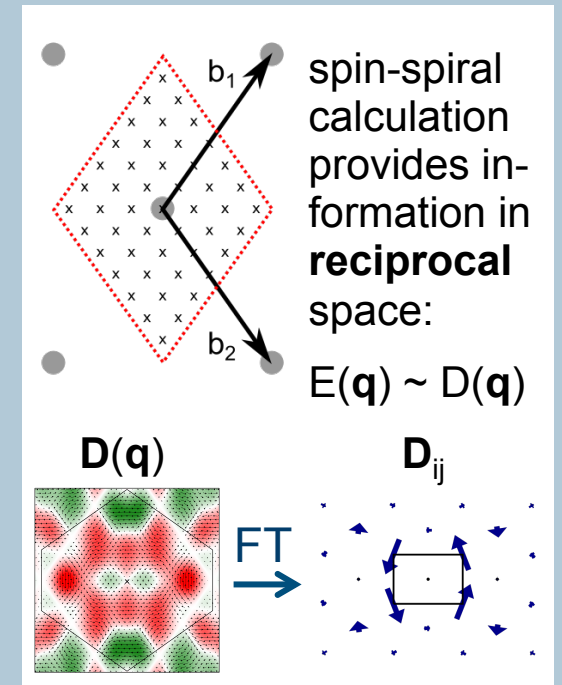 b1
spin-spiral
calculation
provides in-
formation in
reciprocal
space:
b2
E(q) ~ D(q)
D(q)
Dij
FT